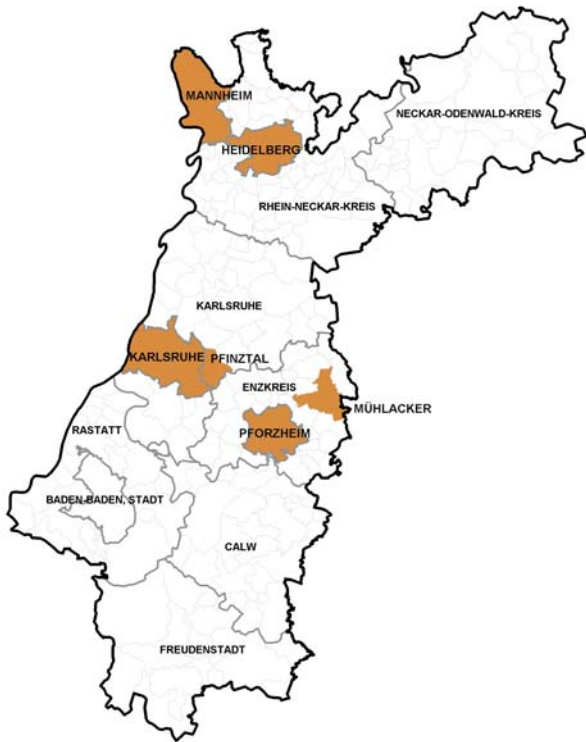 MANNHEIM
NECKAR-ODENWALD-KREIS
HEIDELBERG
RHEIN-NECKAR-KREIS
KARLSRUHE
KARLSRUHE
PFINZTAL
ENZKREIS
MÜHLACKER
RASTATT
PFORZHEIM
BADEN-BADEN, STADT
CALW
FREUDENSTADT